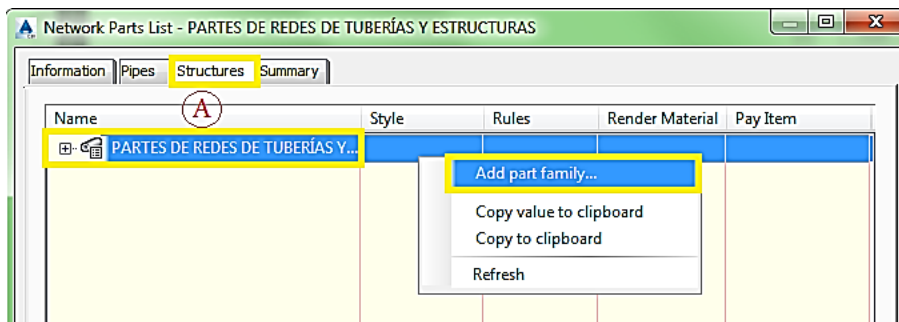 Network Parts List - PARTES DE REDES DE TUBERÍAS Y ESTRUCTURAS
Information Pipes Structures Summary
A
Name Style Rules Render Material Pay Item
PARTES DE REDES DE TUBERÍAS Y...
Add part family...
Copy value to clipboard
Copy to clipboard
Refresh